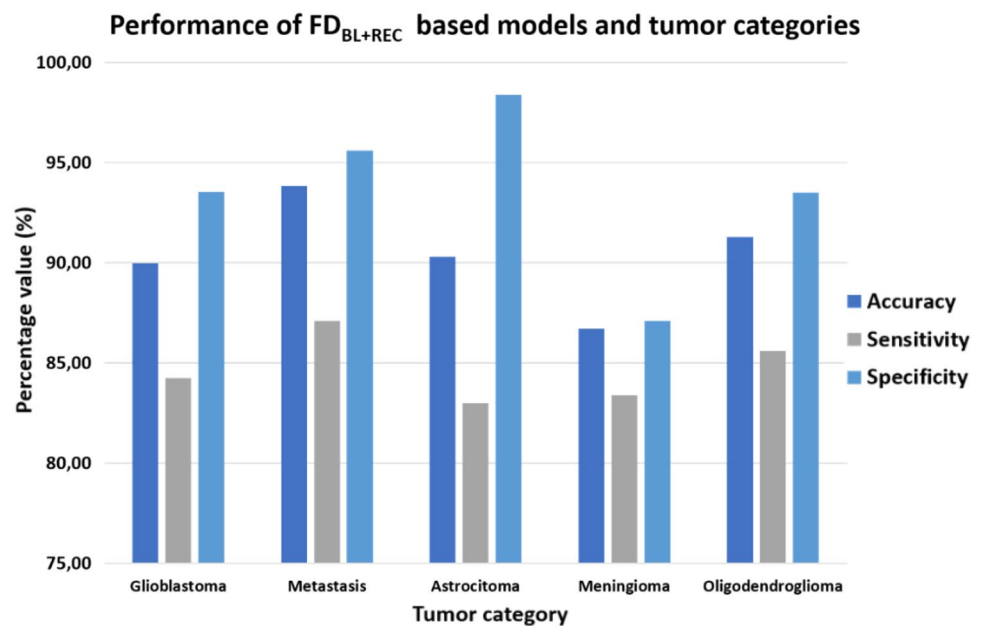 Performance of FDBL+REC based models and tumor categories
100,00
95,00
90,00
85,00
80,00
75,00
Percentage value (%)
Glioblastoma Metastasis Astrocitoma Meningioma Oligodendroglioma
Tumor category
Accuracy
Sensitivity
Specificity